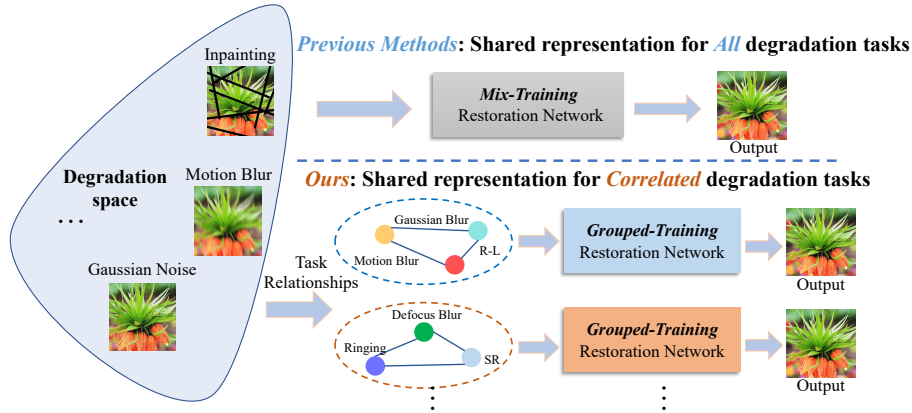 Previous Methods: Shared representation for All degradation tasks
Inpainting
Mix-Training
Restoration Network
Output
Degradation
space
...
Motion Blur
Gaussian Noise
Ours: Shared representation for Correlated degradation tasks
Task
Relationships
Gaussian Blur
R-L
Motion Blur
Grouped-Training
Restoration Network
Output
Defocus Blur
Ringing
SR
Grouped-Training
Restoration Network
Output